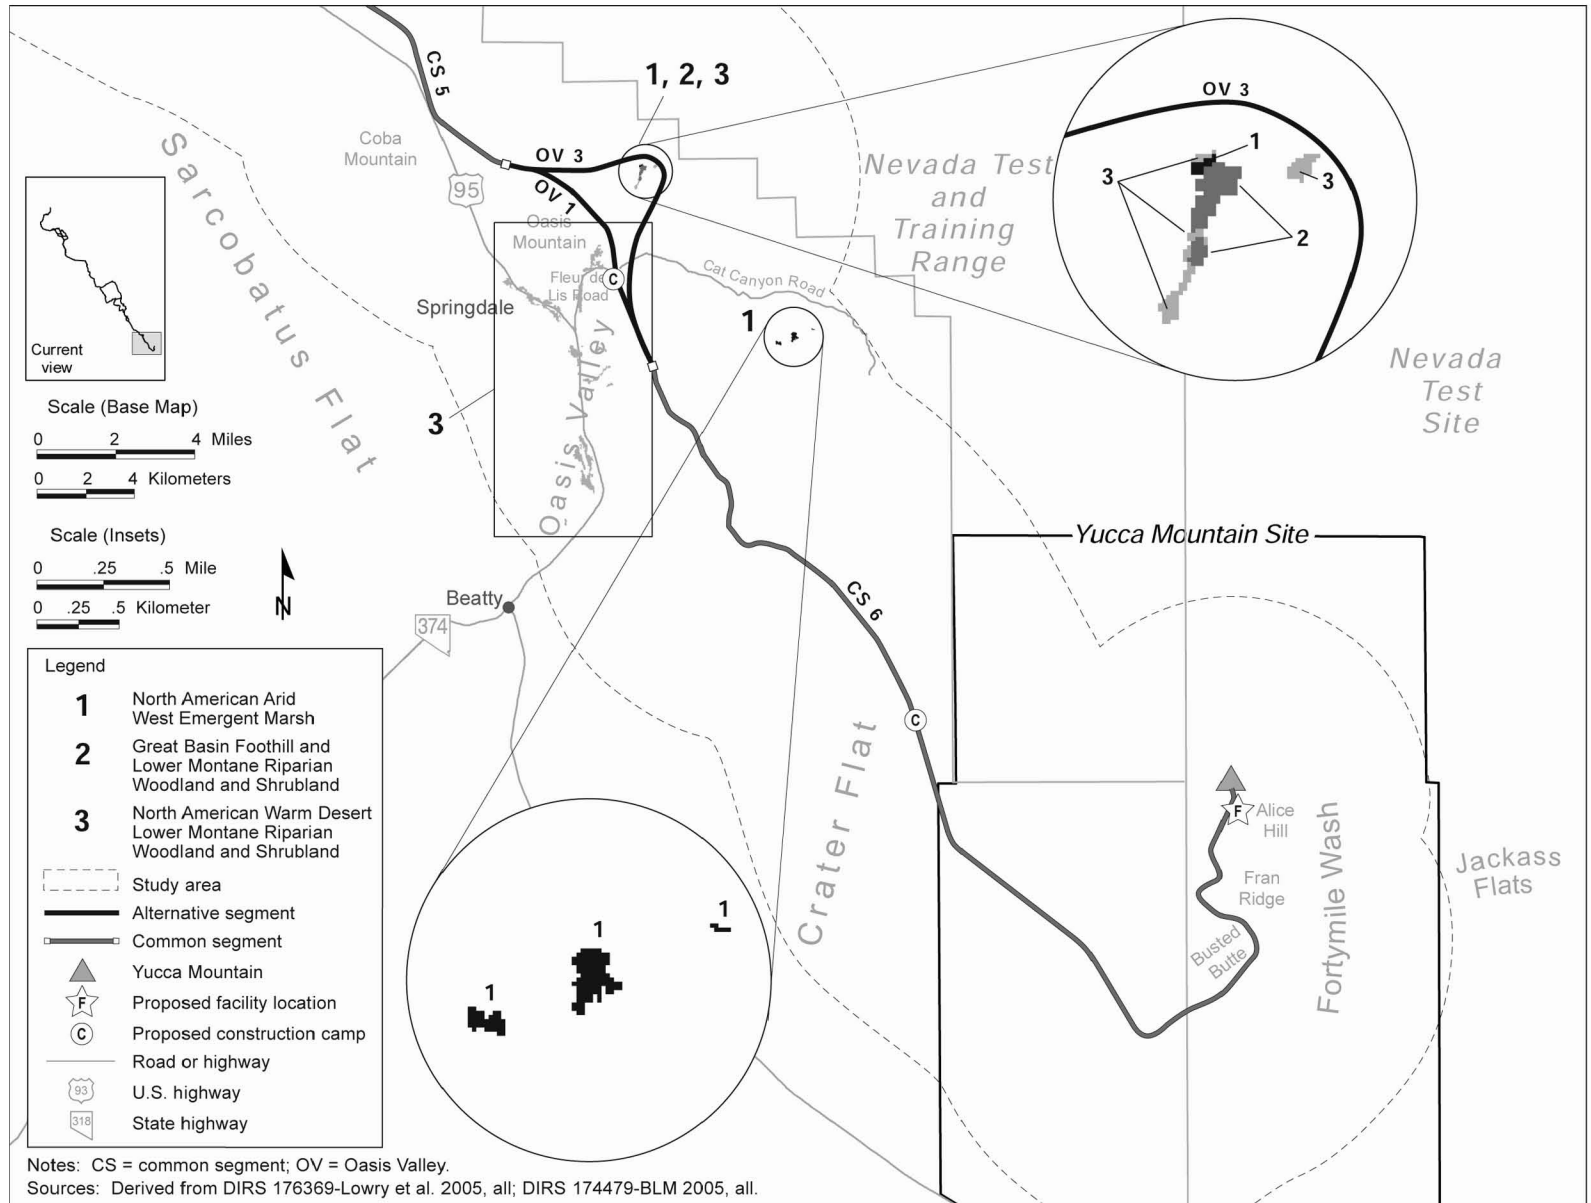 CS 5
1, 2, 3
Coba
Mountain
OV 3
OV 1
95
Oasis
Mountain
Fleur de
Lis Road
C
Springdale
Cat Canyon Road
1
3
Oasis Valley
Sarcobatus Flat
Nevada Test
and
Training
Range
OV 3
1
3
3
2
Nevada
Test
Site
Current
view
Scale (Base Map)
0 2 4 Miles
0 2 4 Kilometers
Scale (Insets)
0 .25 .5 Mile
0 .25 .5 Kilometer
N
Beatty
374
CS 6
C
Yucca Mountain Site
Crater Flat
F
Alice
Hill
Fran
Ridge
Busted
Butte
Fortymile Wash
Jackass
Flats
1
1
1
Legend
1 North American Arid
West Emergent Marsh
2 Great Basin Foothill and
Lower Montane Riparian
Woodland and Shrubland
3 North American Warm Desert
Lower Montane Riparian
Woodland and Shrubland
Study area
Alternative segment
Common segment
Yucca Mountain
F Proposed facility location
C Proposed construction camp
Road or highway
93 U.S. highway
318 State highway
Notes: CS = common segment; OV = Oasis Valley.
Sources: Derived from DIRS 176369-Lowry et al. 2005, all; DIRS 174479-BLM 2005, all.